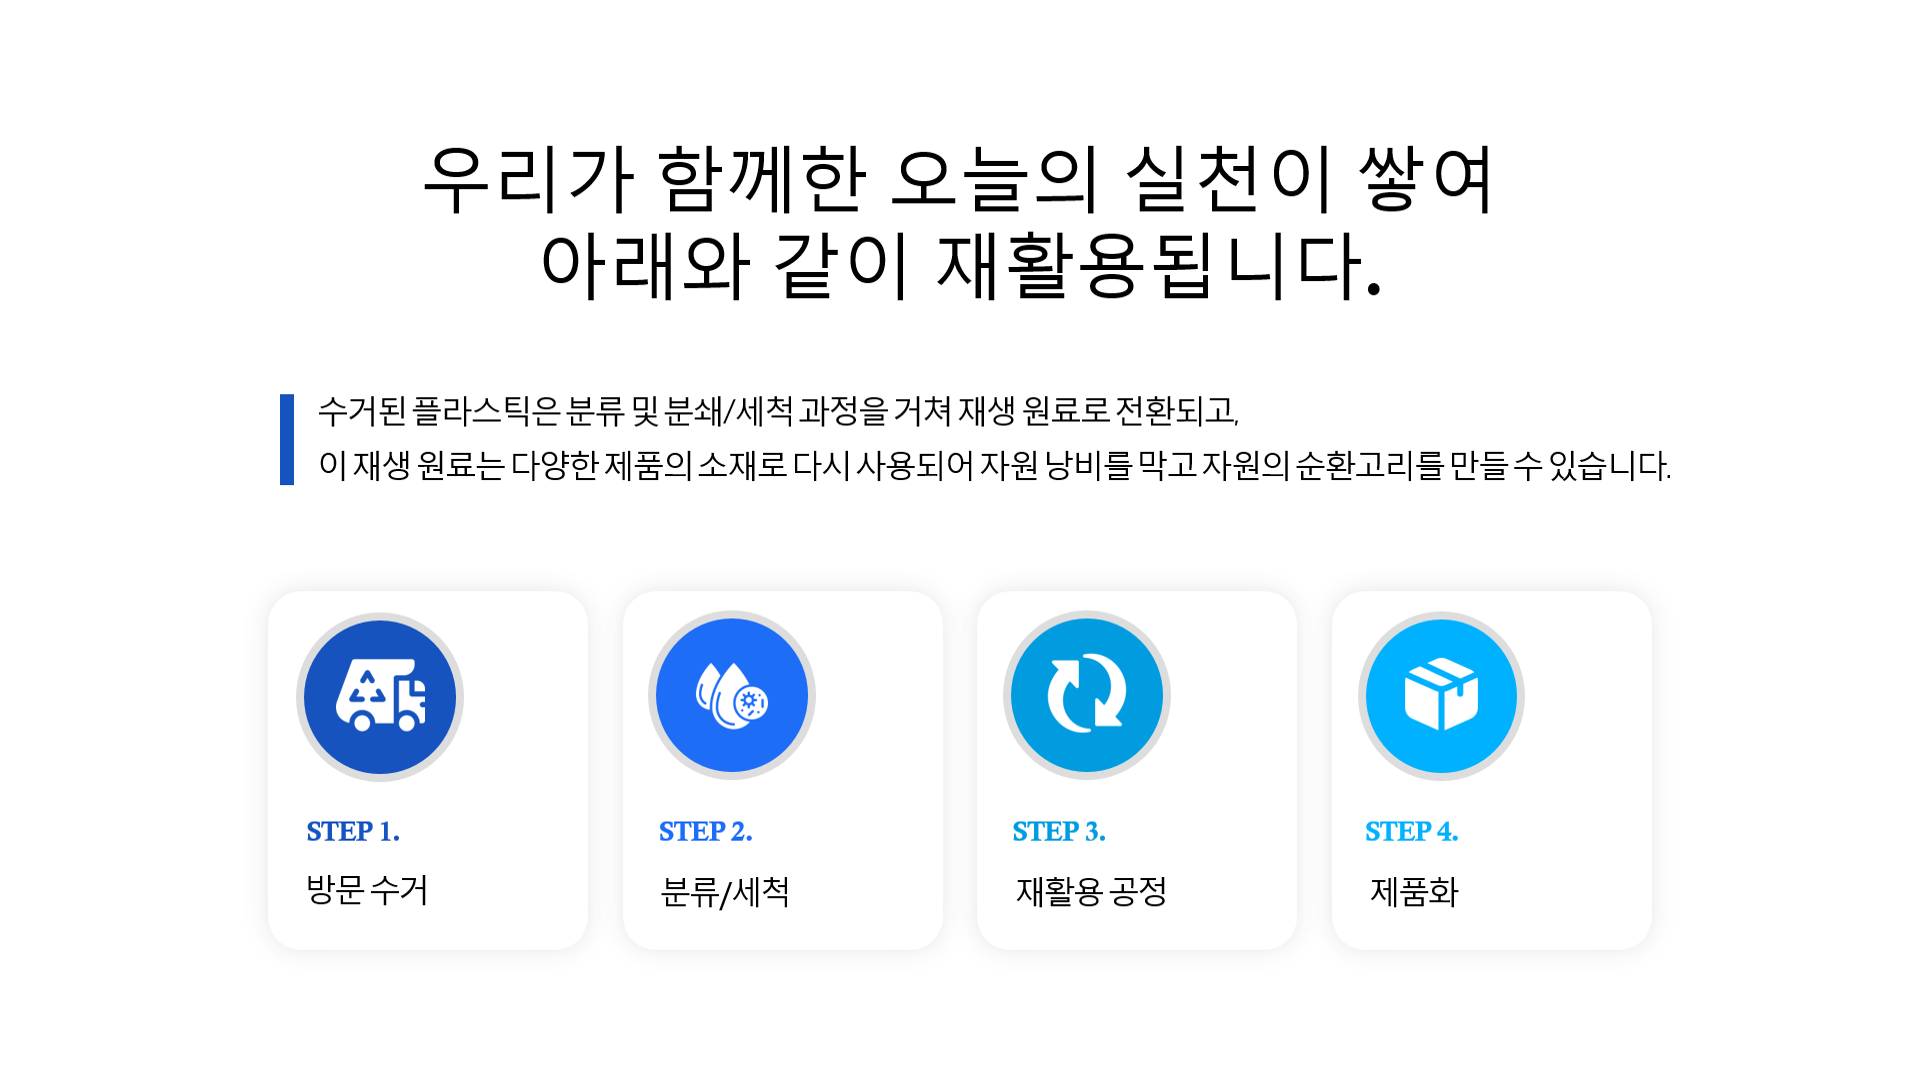 우리가 함께한 오늘의 실천이 쌓여
아래와 같이 재활용됩니다.
수거된 플라스틱은 분류 및 분쇄/세척 과정을 거쳐 재생 원료로 전환되고,
이 재생 원료는 다양한 제품의 소재로 다시 사용되어 자원 낭비를 막고 자원의 순환고리를 만들 수 있습니다.
STEP 1.
방문 수거
STEP 2.
분류/세척
STEP 3.
재활용 공정
STEP 4.
제품화